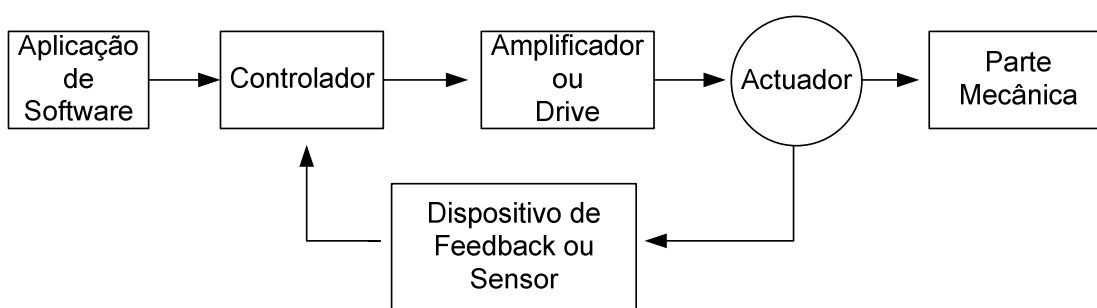 Aplicação
de
Software
Controlador
Amplificador
ou
Drive
Actuador
Parte
Mecânica
Dispositivo de
Feedback ou
Sensor